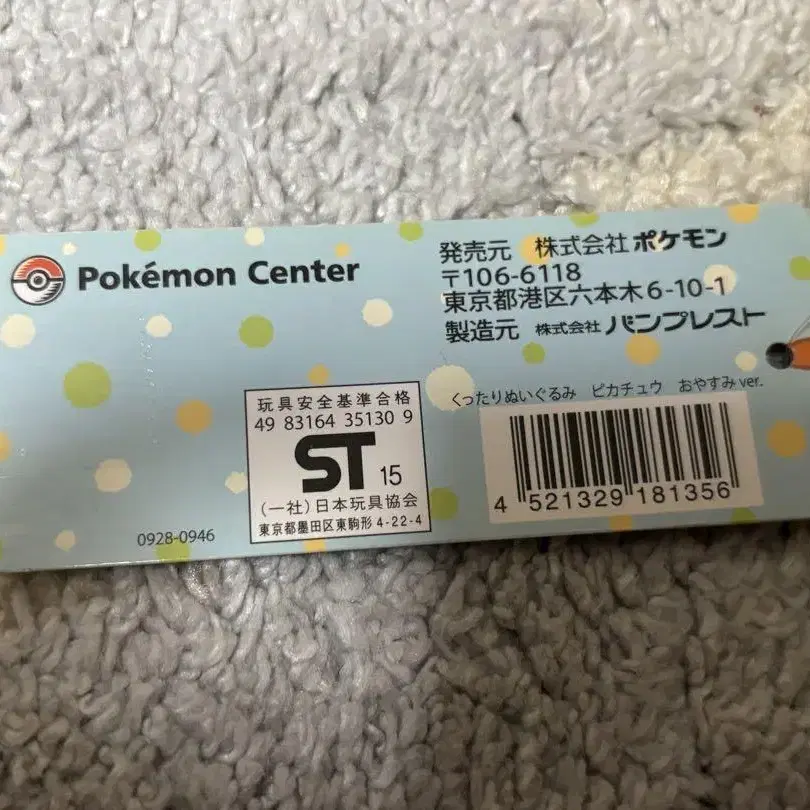 Pokémon Center
発売元 株式会社 ポケモン
〒106-6118
東京都港区六本木6-10-1
製造元 株式会社 バンプレスト
くったりぬいぐるみ ピカチュウ おやすみver.
4 521329 181356
玩具安全基準合格
49 83164 35130 9
ST 15
(一社)日本玩具協会
東京都墨田区東駒形4-22-4
0928-0946